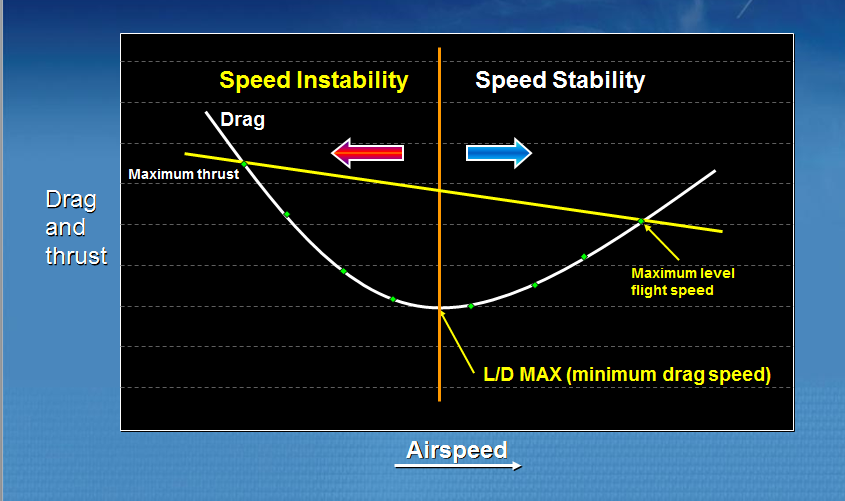 Speed Instability
Speed Stability
Drag
Maximum thrust
Drag
and
thrust
Maximum level
flight speed
L/D MAX (minimum drag speed)
Airspeed